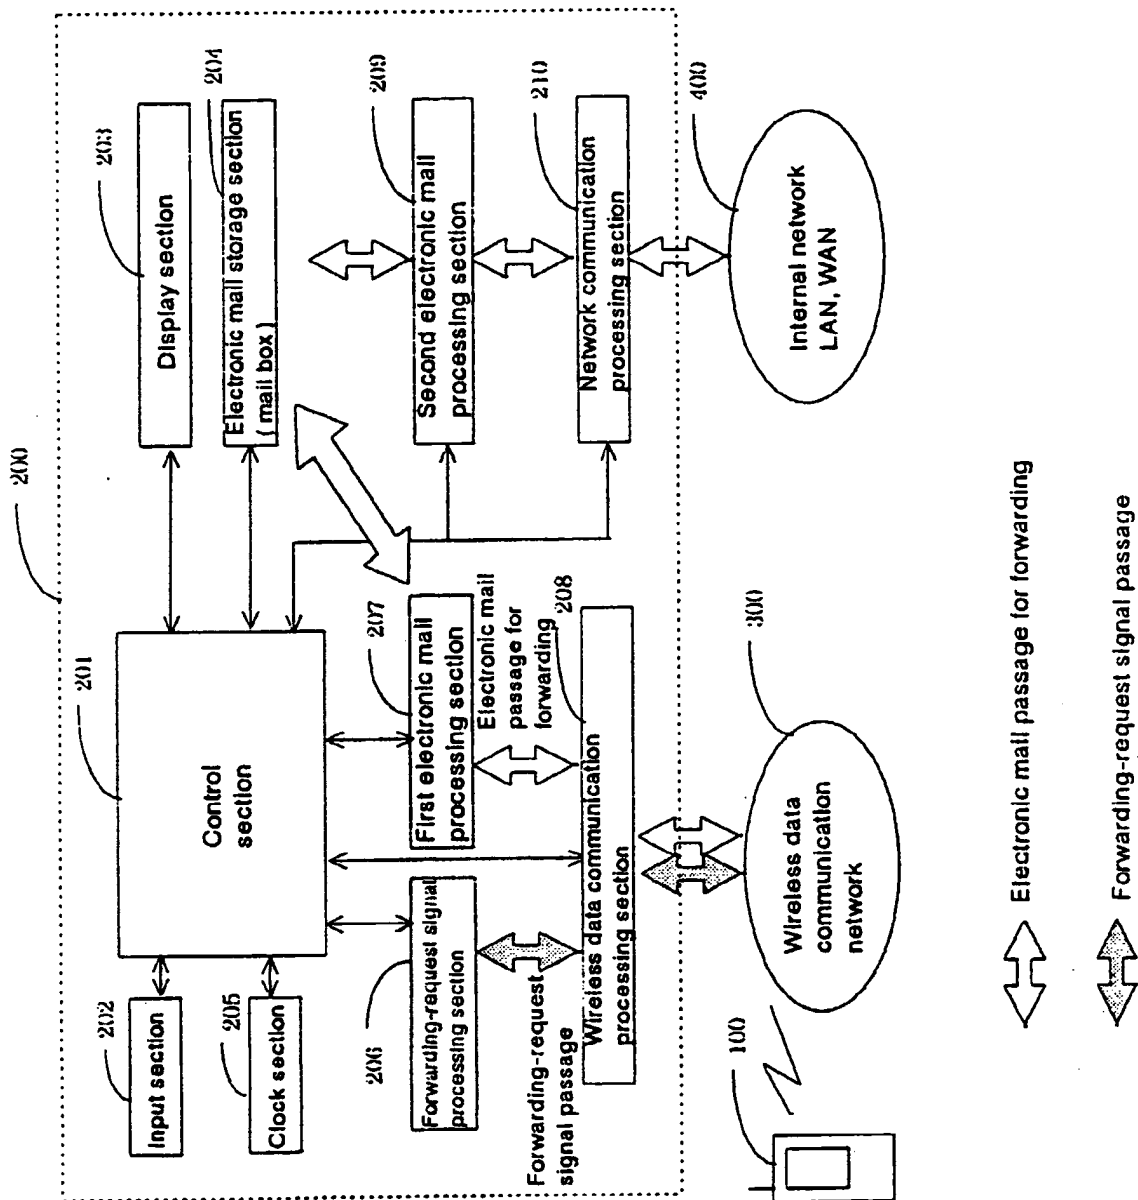 200
201
Control
section
202
Input section
205
Clock section
203
Display section
204
Electronic mail storage section
( mail box )
206
Forwarding-request signal
processing section
207
First electronic mail
processing section
209
Second electronic mail
processing section
Electronic mail
passage for
forwarding
Forwarding-request
signal passage
208
Wireless data communication
processing section
210
Network communication
processing section
100
300
Wireless data
communication
network
400
Internal network
LAN, WAN
Electronic mail passage for forwarding
Forwarding-request signal passage